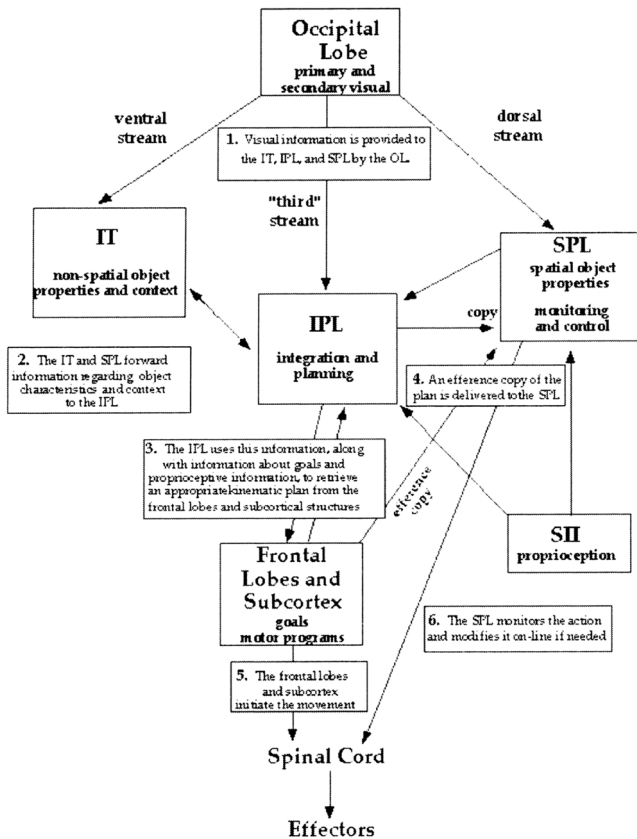 Occipital
Lobe
primary and
secondary visual
ventral
stream
dorsal
stream
1. Visual information is provided to
the IT, IPL, and SPL by the OL.
"third"
stream
IT
non-spatial object
properties and context
SPL
spatial object
properties
monitoring
and control
IPL
integration and
planning
copy
2. The IT and SPL forward
information regarding object
characteristics and context
to the IPL
4. An efference copy of the
plan is delivered to the SPL
3. The IPL uses this information, along
with information about goals and
proprioceptive information, to retrieve
an appropriate kinematic plan from the
frontal lobes and subcortical structures
efference
copy
SII
proprioception
Frontal
Lobes and
Subcortex
goals
motor programs
6. The SPL monitors the action
and modifies it on-line if needed
5. The frontal lobes
and subcortex
initiate the movement
Spinal Cord
Effectors